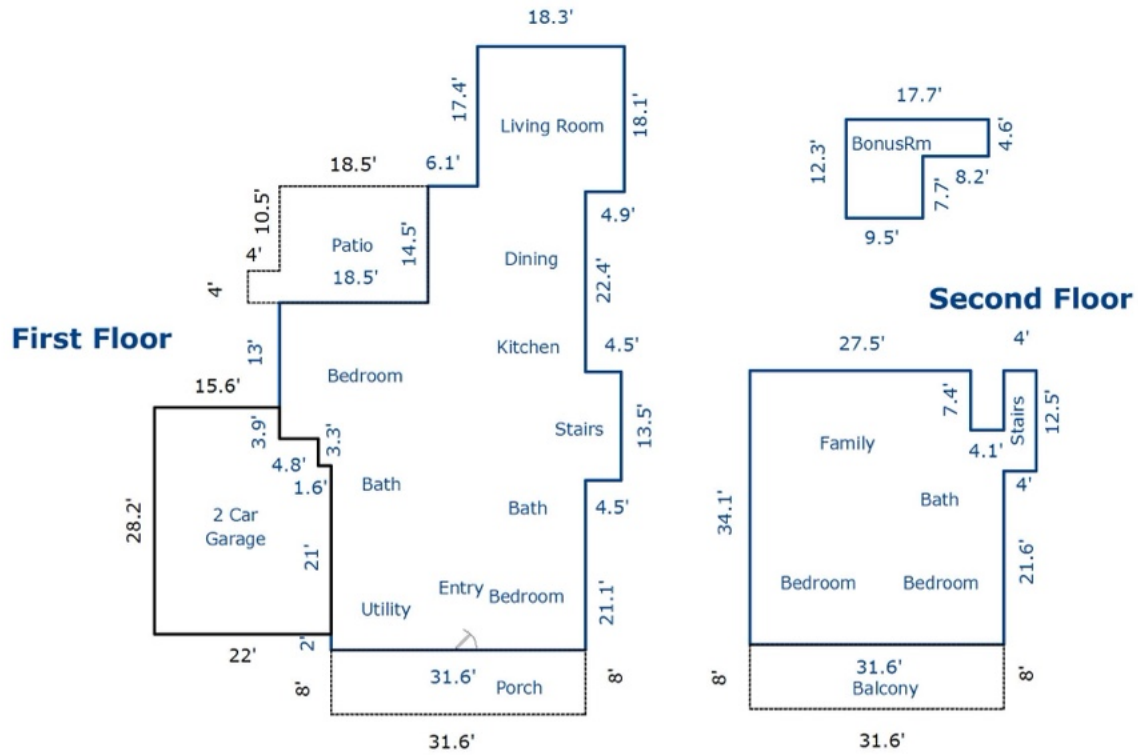 18.3'
17.4'
Living Room
18.1'
6.1'
18.5'
10.5'
4.9'
Patio
14.5'
4'
18.5'
4'
Dining
22.4'
First Floor
13'
Kitchen
4.5'
Bedroom
15.6'
3.9'
3.3'
Stairs
13.5'
4.8'
1.6'
Bath
4.5'
Bath
28.2'
2 Car
Garage
21'
Entry
Bedroom
21.1'
Utility
2'
22'
8'
31.6'
Porch
8'
31.6'
17.7'
BonusRm
4.6'
12.3'
8.2'
7.7'
9.5'
Second Floor
27.5'
4'
7.4'
Stairs
12.5'
Family
4.1'
4'
34.1'
Bath
21.6'
Bedroom
Bedroom
8'
31.6'
Balcony
8'
31.6'